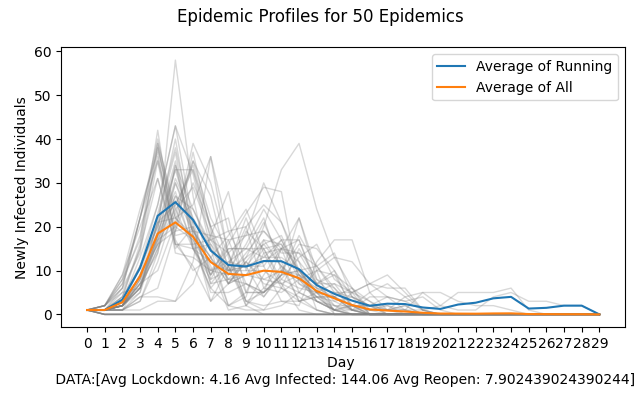 Epidemic Profiles for 50 Epidemics
60
50
40
30
20
10
0
Newly Infected Individuals
Average of Running
Average of All
0 1 2 3 4 5 6 7 8 9 10 11 12 13 14 15 16 17 18 19 20 21 22 23 24 25 26 27 28 29
Day
DATA:[Avg Lockdown: 4.16 Avg Infected: 144.06 Avg Reopen: 7.902439024390244]